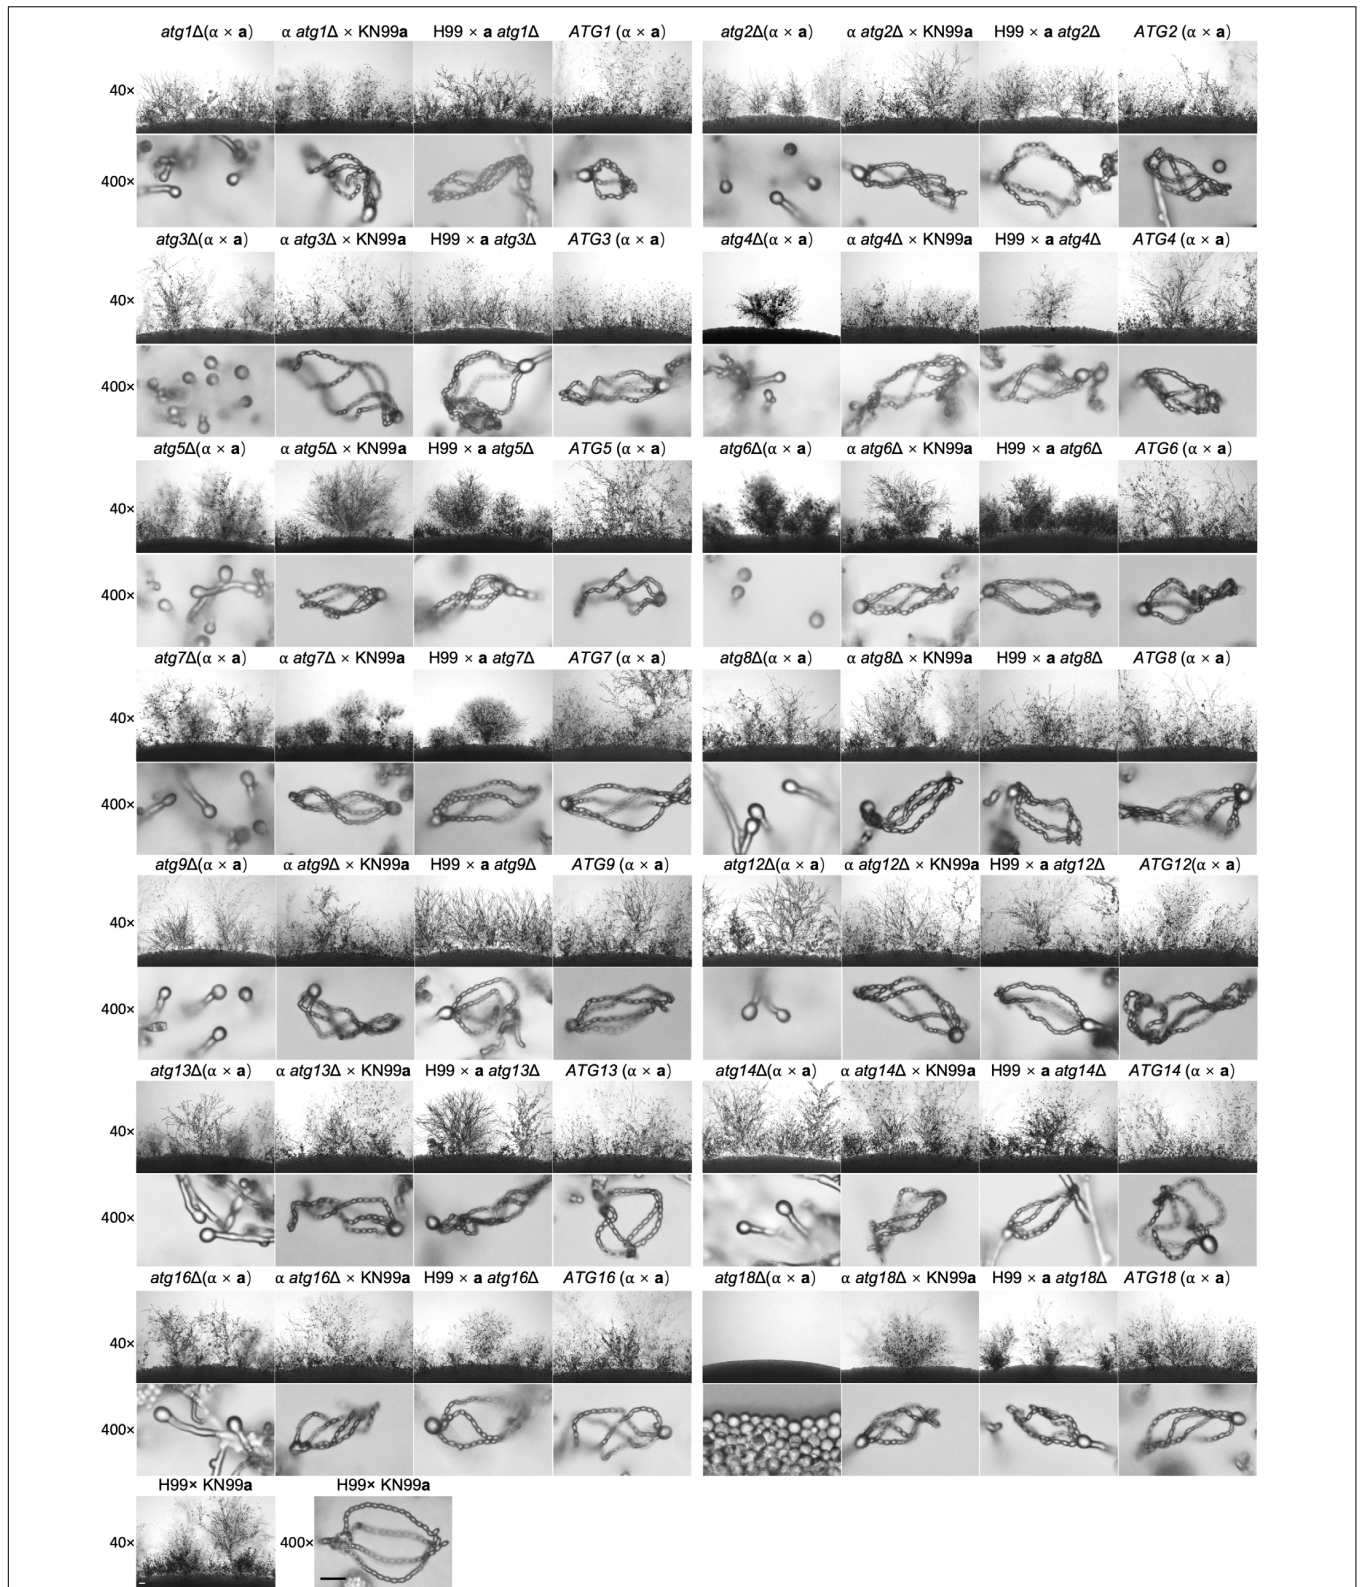 atg1Δ(α × a) α atg1Δ × KN99a H99 × a atg1Δ ATG1 (α × a) atg2Δ(α × a) α atg2Δ × KN99a H99 × a atg2Δ ATG2 (α × a)
40×
400×
atg3Δ(α × a) α atg3Δ × KN99a H99 × a atg3Δ ATG3 (α × a) atg4Δ(α × a) α atg4Δ × KN99a H99 × a atg4Δ ATG4 (α × a)
40×
400×
atg5Δ(α × a) α atg5Δ × KN99a H99 × a atg5Δ ATG5 (α × a) atg6Δ(α × a) α atg6Δ × KN99a H99 × a atg6Δ ATG6 (α × a)
40×
400×
atg7Δ(α × a) α atg7Δ × KN99a H99 × a atg7Δ ATG7 (α × a) atg8Δ(α × a) α atg8Δ × KN99a H99 × a atg8Δ ATG8 (α × a)
40×
400×
atg9Δ(α × a) α atg9Δ × KN99a H99 × a atg9Δ ATG9 (α × a) atg12Δ(α × a) α atg12Δ × KN99a H99 × a atg12Δ ATG12(α × a)
40×
400×
atg13Δ(α × a) α atg13Δ × KN99a H99 × a atg13Δ ATG13 (α × a) atg14Δ(α × a) α atg14Δ × KN99a H99 × a atg14Δ ATG14 (α × a)
40×
400×
atg16Δ(α × a) α atg16Δ × KN99a H99 × a atg16Δ ATG16 (α × a) atg18Δ(α × a) α atg18Δ × KN99a H99 × a atg18Δ ATG18 (α × a)
40×
400×
H99× KN99a H99× KN99a
40× 400×